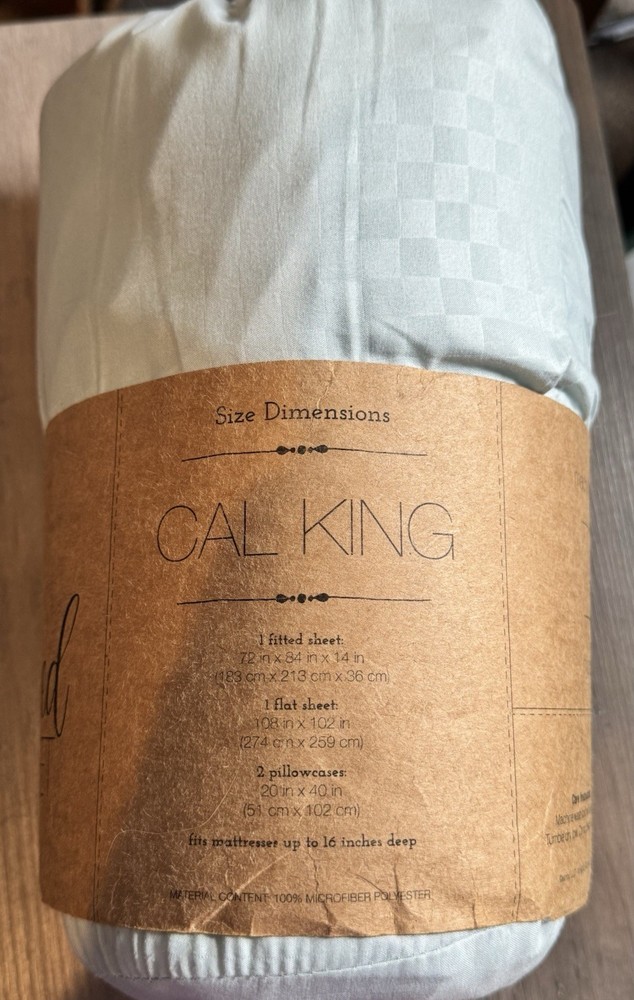 Size Dimensions
CAL KING
1 fitted sheet:
72 in x 84 in x 14 in
(183 cm x 213 cm x 36 cm)
1 flat sheet:
108 in x 102 in
(274 cm x 259 cm)
2 pillowcases:
20 in x 40 in
(51 cm x 102 cm)
fits mattresses up to 16 inches deep
MATERIAL CONTENT: 100% MICROFIBER POLYESTER